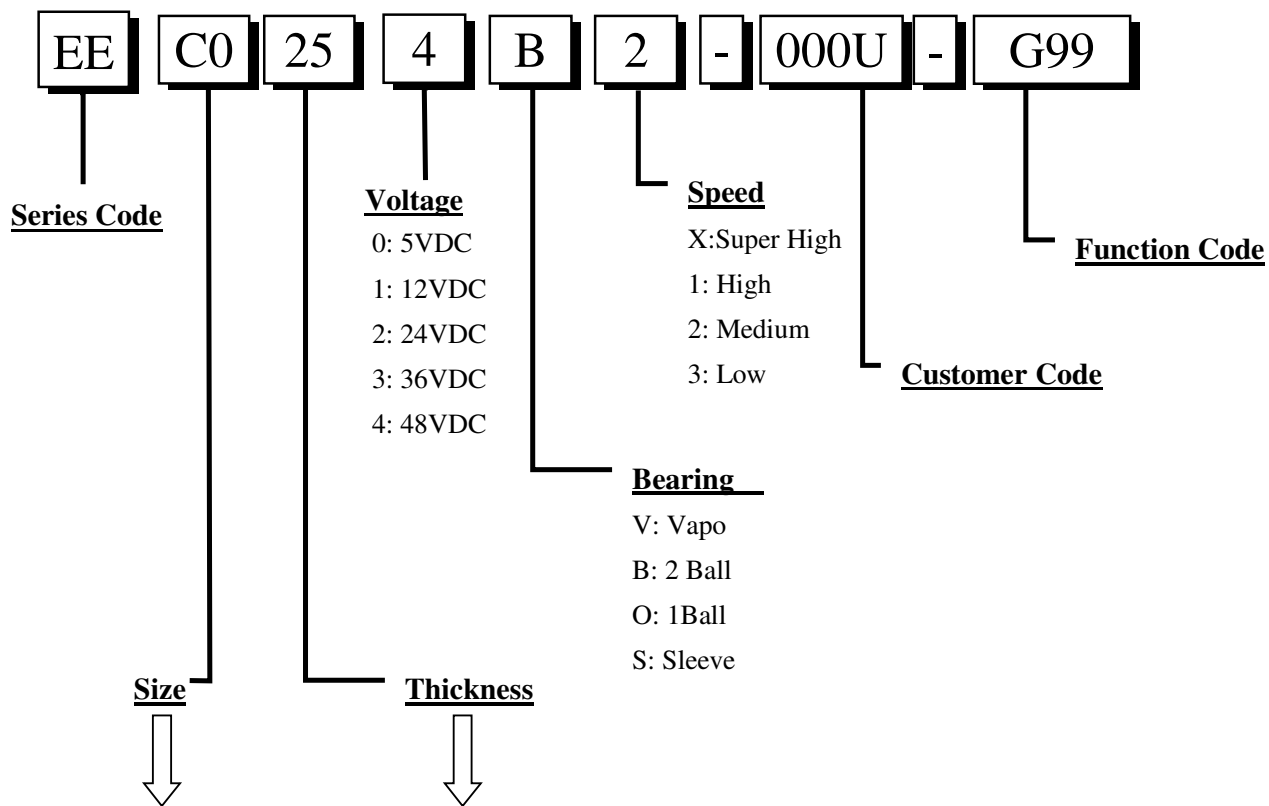 EE C0 25 4 B 2 - 000U - G99
Series Code
Voltage
0: 5VDC
1: 12VDC
2: 24VDC
3: 36VDC
4: 48VDC
Speed
X:Super High
1: High
2: Medium
3: Low
Function Code
Customer Code
Bearing
V: Vapo
B: 2 Ball
O: 1Ball
S: Sleeve
Size
Thickness